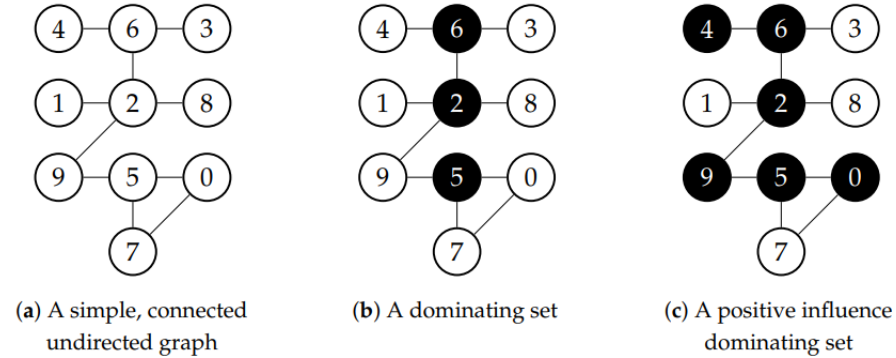 4 6 3 4 6 3 4 6 3
1 2 8 1 2 8 1 2 8
9 5 0 9 5 0 9 5 0
7 7 7
(a) A simple, connected
undirected graph
(b) A dominating set
(c) A positive influence
dominating set